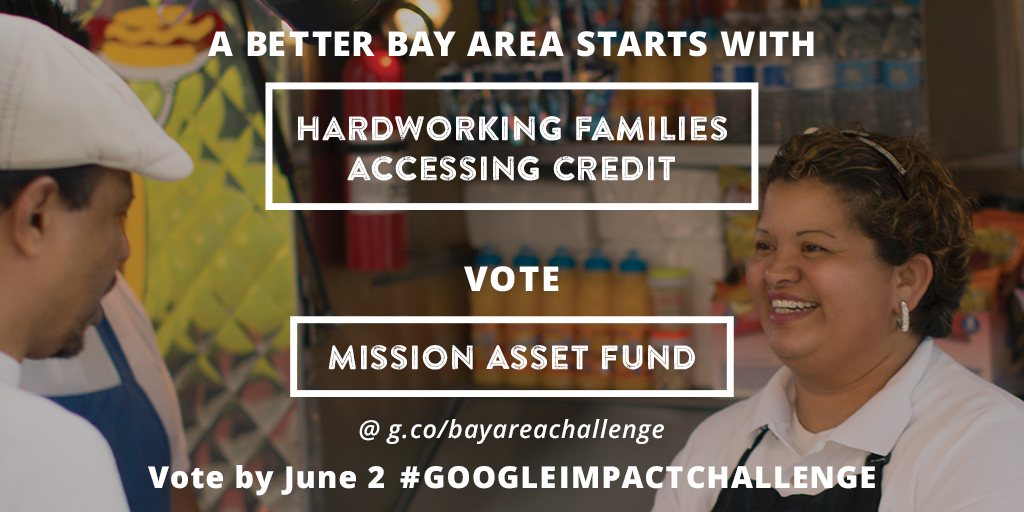 A BETTER BAY AREA STARTS WITH
HARDWORKING FAMILIES
ACCESSING CREDIT
VOTE
MISSION ASSET FUND
@ g.co/bayareachallenge
Vote by June 2 #GOOGLEIMPACTCHALLENGE